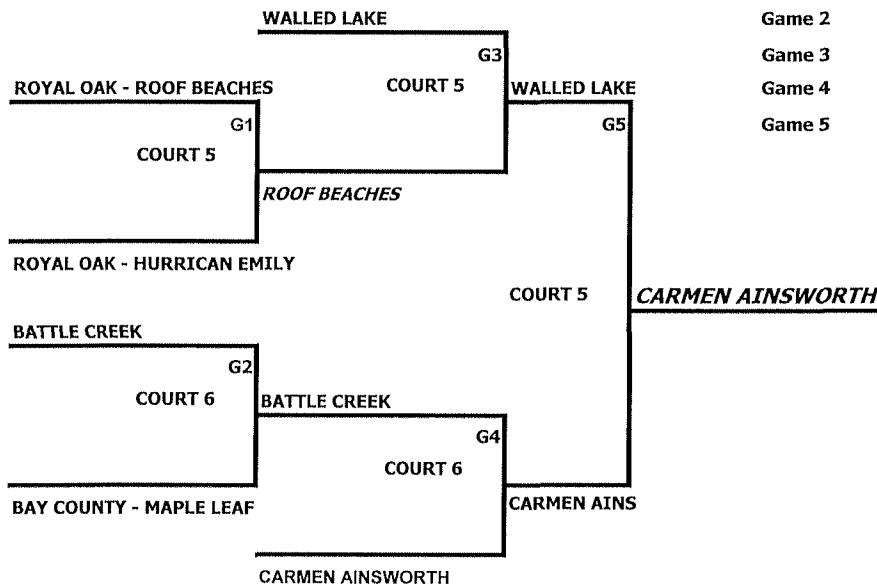 WALLED LAKE
Game 2
G3
Game 3
ROYAL OAK - ROOF BEACHES
COURT 5
WALLED LAKE
Game 4
G1
G5
Game 5
COURT 5
ROOF BEACHES
ROYAL OAK - HURRICAN EMILY
COURT 5
CARMEN AINSWORTH
BATTLE CREEK
G2
COURT 6
BATTLE CREEK
G4
COURT 6
BAY COUNTY - MAPLE LEAF
CARMEN AINS
CARMEN AINSWORTH